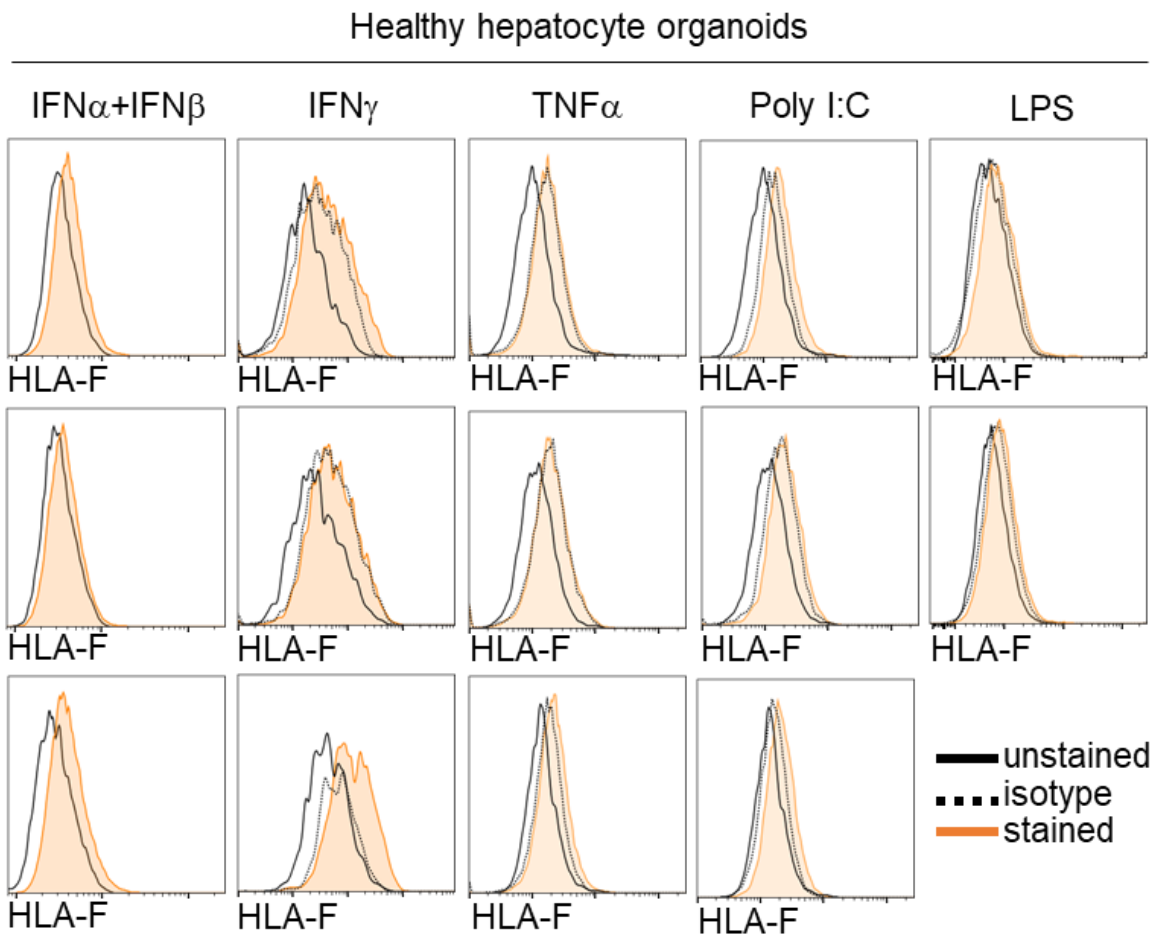 Healthy hepatocyte organoids
IFNα+IFNβ IFNγ TNFα Poly I:C LPS
HLA-F HLA-F HLA-F HLA-F HLA-F
HLA-F HLA-F HLA-F HLA-F HLA-F
unstained
isotype
stained
HLA-F HLA-F HLA-F HLA-F